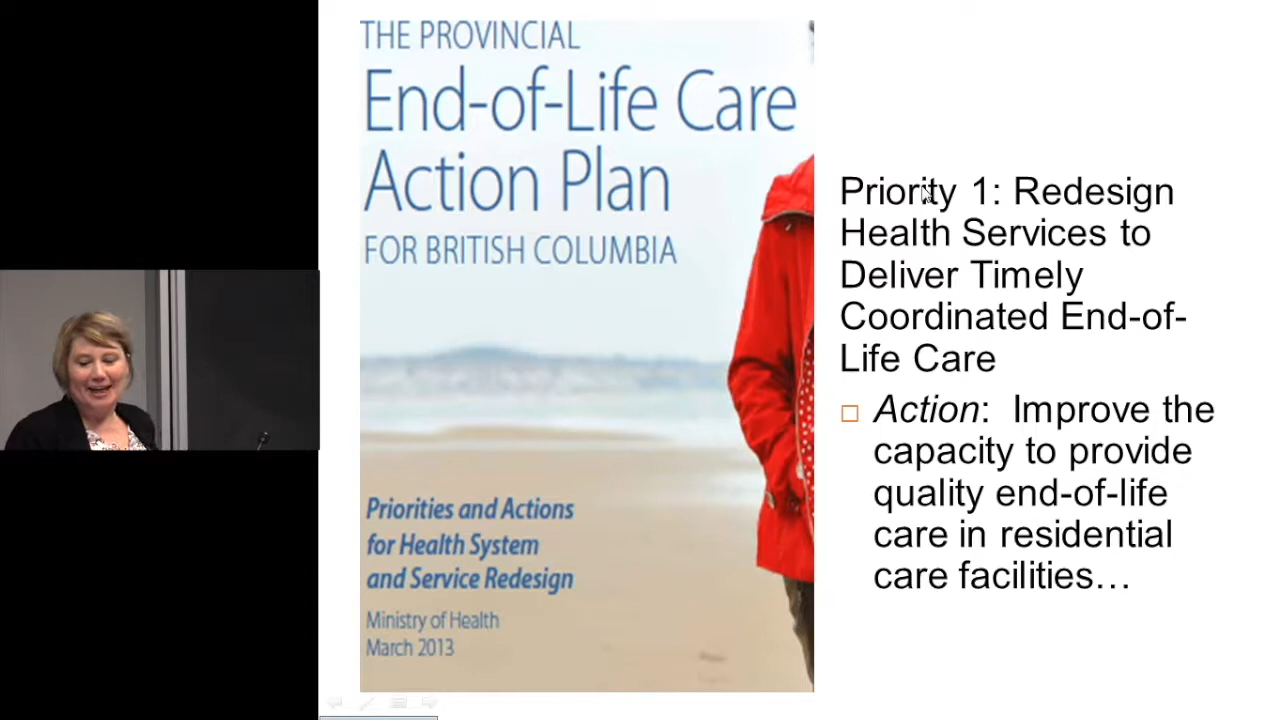 THE PROVINCIAL
End-of-Life Care
Action Plan
FOR BRITISH COLUMBIA
Priorities and Actions
for Health System
and Service Redesign
Ministry of Health
March 2013
Priority 1: Redesign
Health Services to
Deliver Timely
Coordinated End-of-
Life Care
Action: Improve the
capacity to provide
quality end-of-life
care in residential
care facilities…